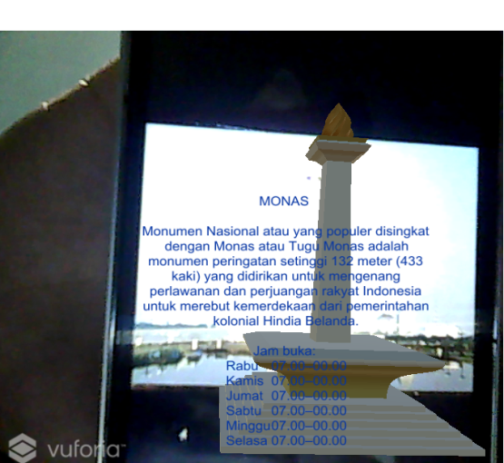 MONAS
Monumen Nasional atau yang populer disingkat
dengan Monas atau Tugu Monas adalah
monumen peringatan setinggi 132 meter (433
kaki) yang didirikan untuk mengenang
perlawanan dan perjuangan rakyat Indonesia
untuk merebut kemerdekaan dari pemerintahan
kolonial Hindia Belanda.
Jam buka:
Rabu 07.00–00.00
Kamis 07.00–00.00
Jumat 07.00–00.00
Sabtu 07.00–00.00
Minggu07.00–00.00
Selasa 07.00–00.00
vuforia